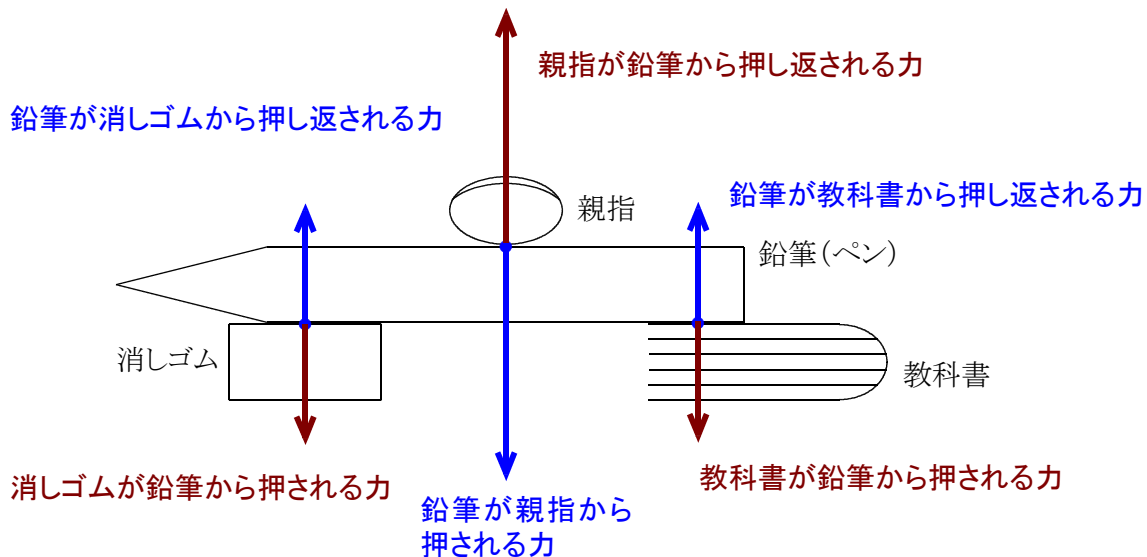 親指が鉛筆から押し返される力
鉛筆が消しゴムから押し返される力
鉛筆が教科書から押し返される力
親指
鉛筆(ペン)
消しゴム
教科書
消しゴムが鉛筆から押される力
教科書が鉛筆から押される力
鉛筆が親指から
押される力